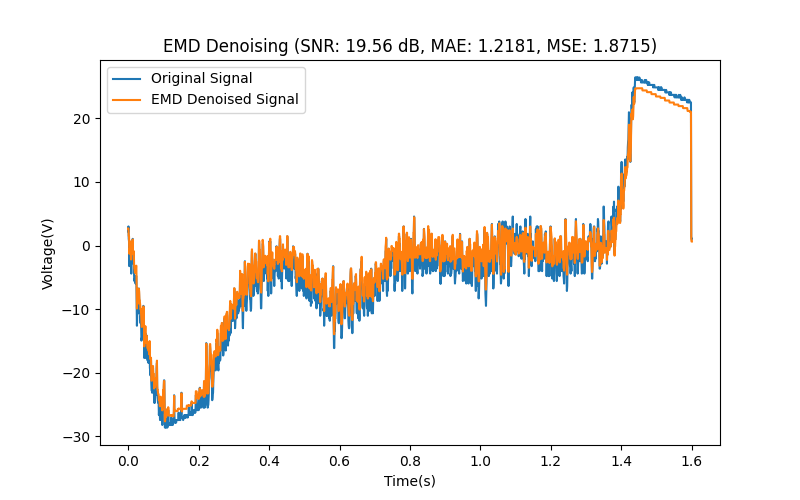 EMD Denoising (SNR: 19.56 dB, MAE: 1.2181, MSE: 1.8715)
Original Signal
EMD Denoised Signal
Voltage(V)
20
10
0
−10
−20
−30
0.0 0.2 0.4 0.6 0.8 1.0 1.2 1.4 1.6
Time(s)